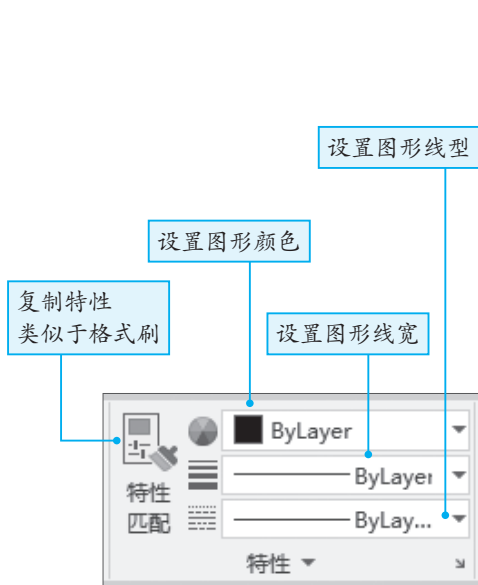 设置图形线型
设置图形颜色
复制特性
类似于格式刷
设置图形线宽
ByLayer
ByLayer
特性
匹配
ByLay...
特性